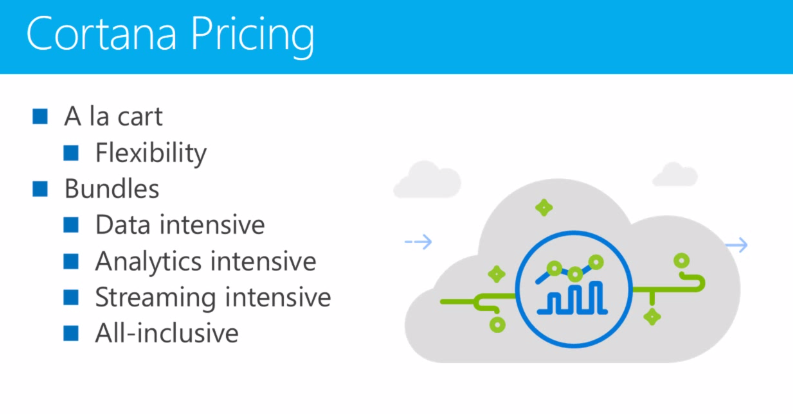 Cortana Pricing
A la cart
Flexibility
Bundles
Data intensive
Analytics intensive
Streaming intensive
All-inclusive